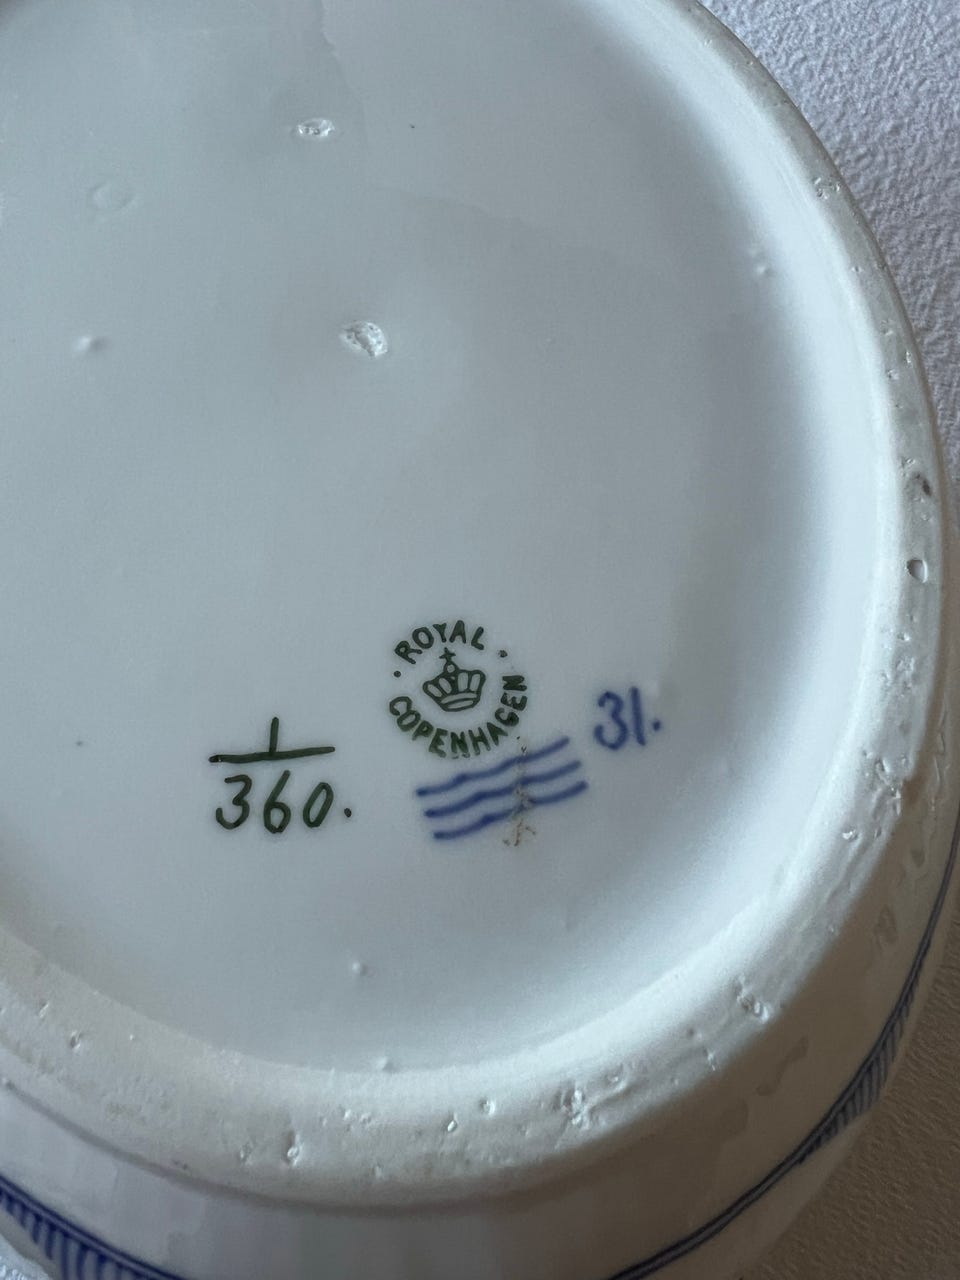 ROYAL
COPENHAGEN
31.
1
360.